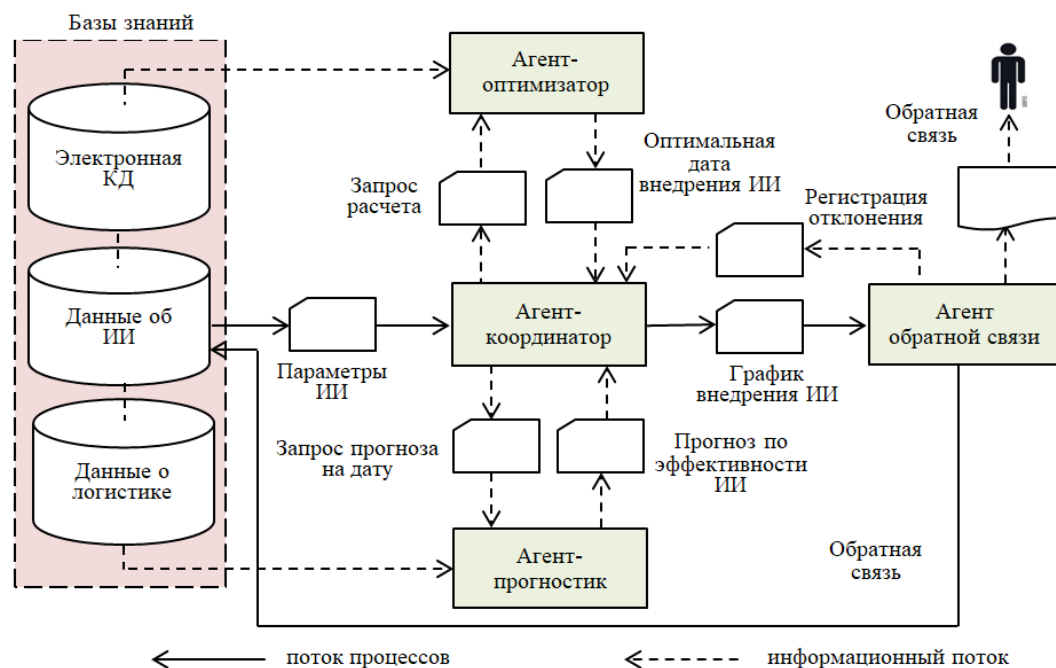 Базы знаний
Агент-
оптимизатор
Обратная
связь
Электронная
КД
Запрос
расчета
Оптимальная
дата
внедрения ИИ
Регистрация
отклонения
Данные об
ИИ
Параметры
ИИ
Агент-
координатор
График
внедрения ИИ
Агент
обратной связи
Данные о
логистике
Запрос прогноза
на дату
Прогноз по
эффективности
ИИ
Агент-
прогностик
Обратная
связь
поток процессов
информационный поток